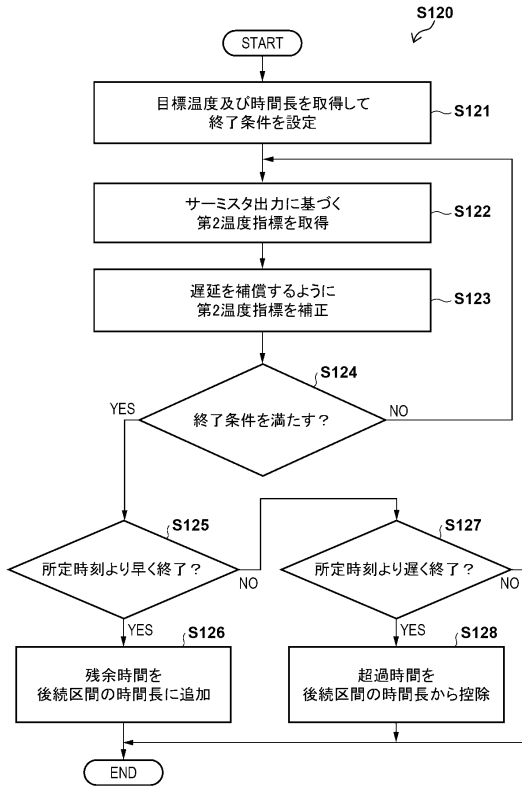 S120
START
目標温度及び時間長を取得して
終了条件を設定
S121
サーミスタ出力に基づく
第2温度指標を取得
S122
遅延を補償するように
第2温度指標を補正
S123
S124
YES
終了条件を満たす？
NO
S125
所定時刻より早く終了？
NO
YES
S127
所定時刻より遅く終了？
NO
YES
S126
残余時間を
後続区間の時間長に追加
S128
超過時間を
後続区間の時間長から控除
END